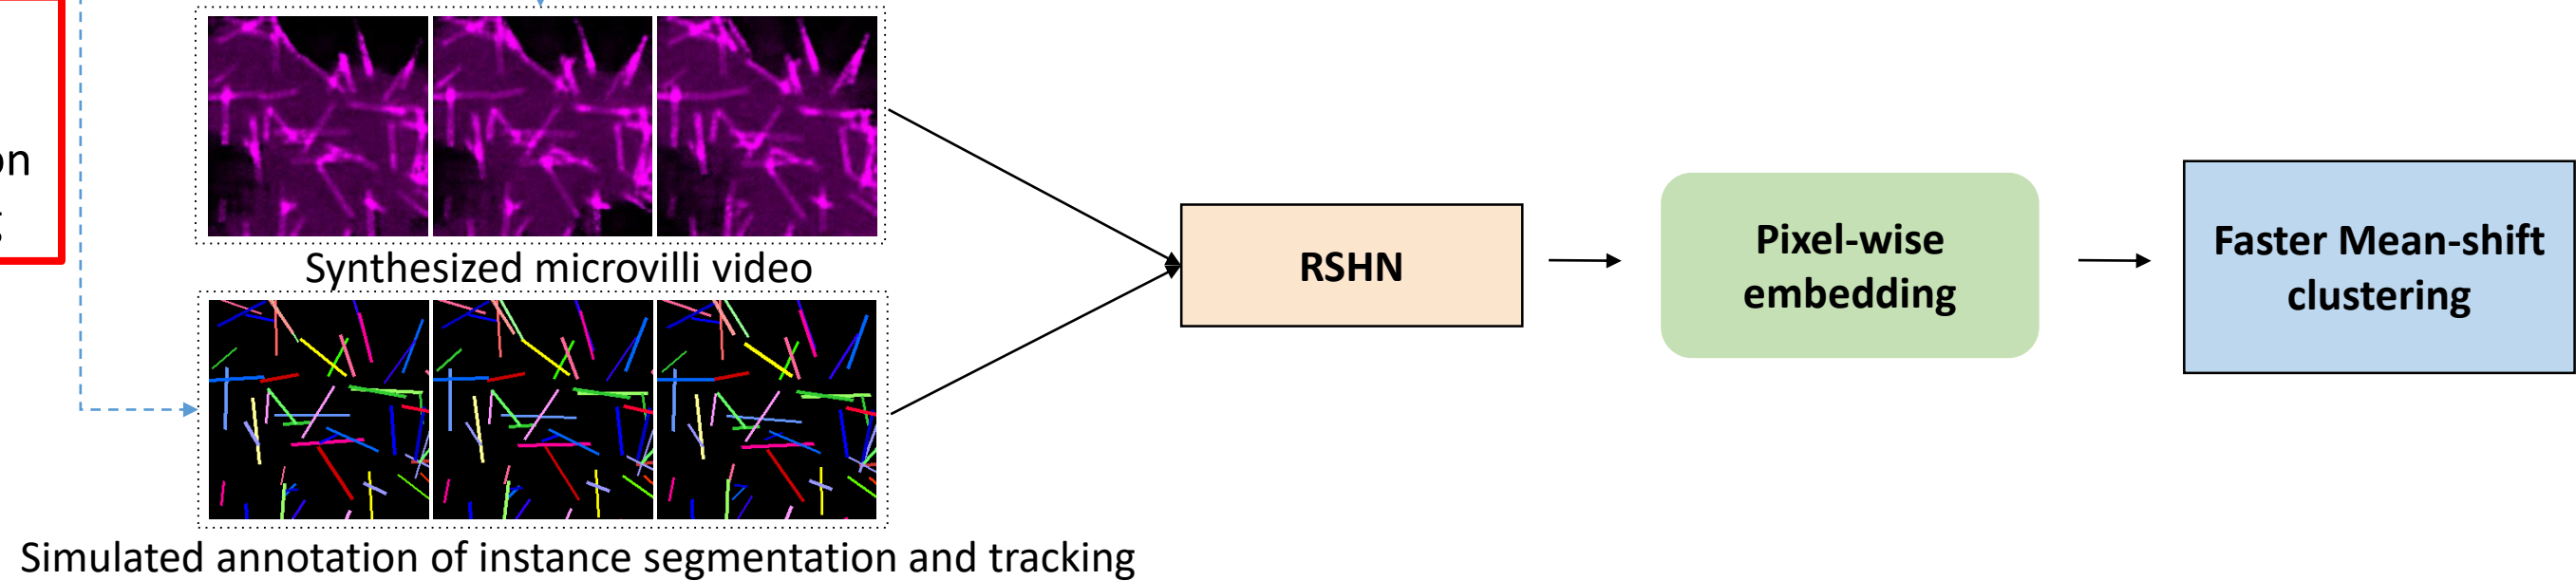 Synthesized microvilli video
RSHN
Pixel-wise
embedding
Faster Mean-shift
clustering
Simulated annotation of instance segmentation and tracking